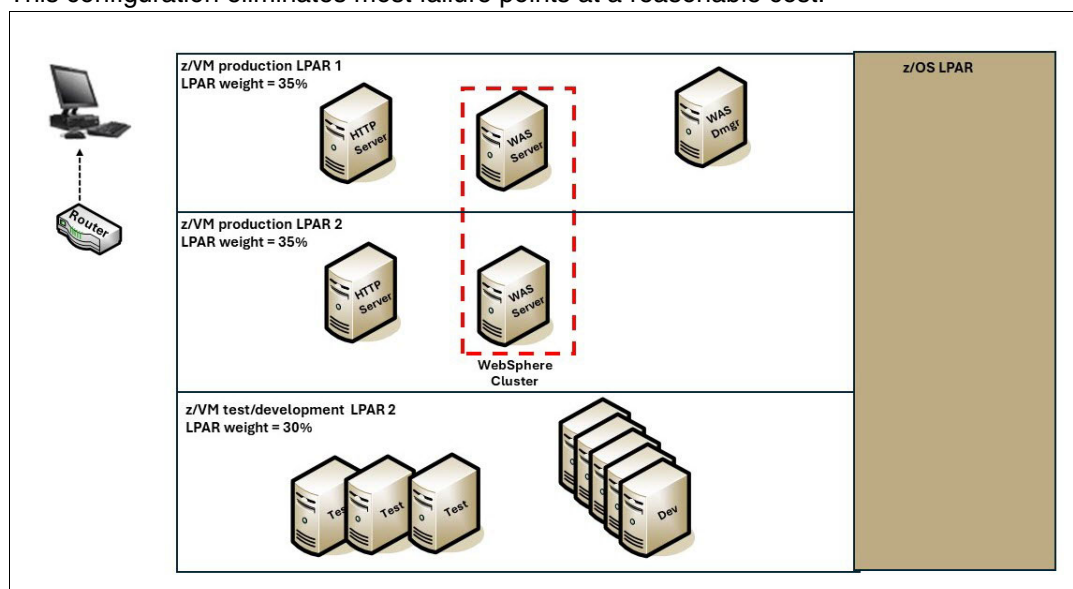 This configuration eliminates most failure points at a reasonable cost.
z/VM production LPAR 1
LPAR weight = 35%
z/OS LPAR
HTTP
Server
WAS
Server
WAS
Dmgr
Router
z/VM production LPAR 2
LPAR weight = 35%
HTTP
Server
WAS
Server
WebSphere
Cluster
z/VM test/development LPAR 2
LPAR weight = 30%
Tes
Test
Test
Dev